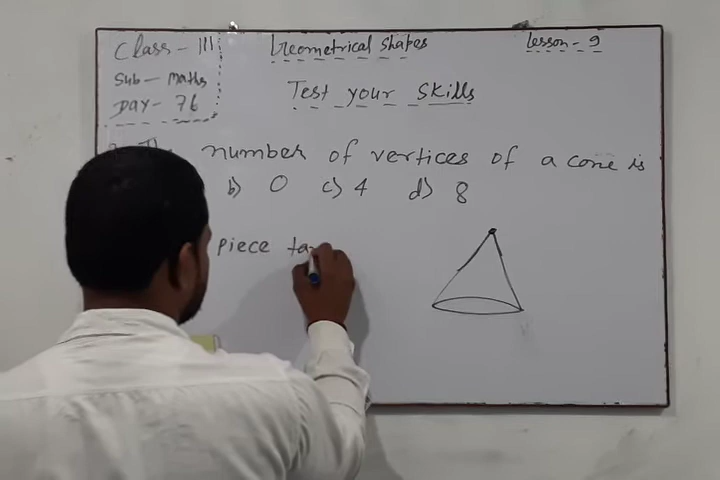 Class - III
Geometrical Shapes
Lesson - 9
Sub - Maths
Test your Skills
DAY - 76
number of vertices of a cone is
b) 0 c) 4 d) 8
piece